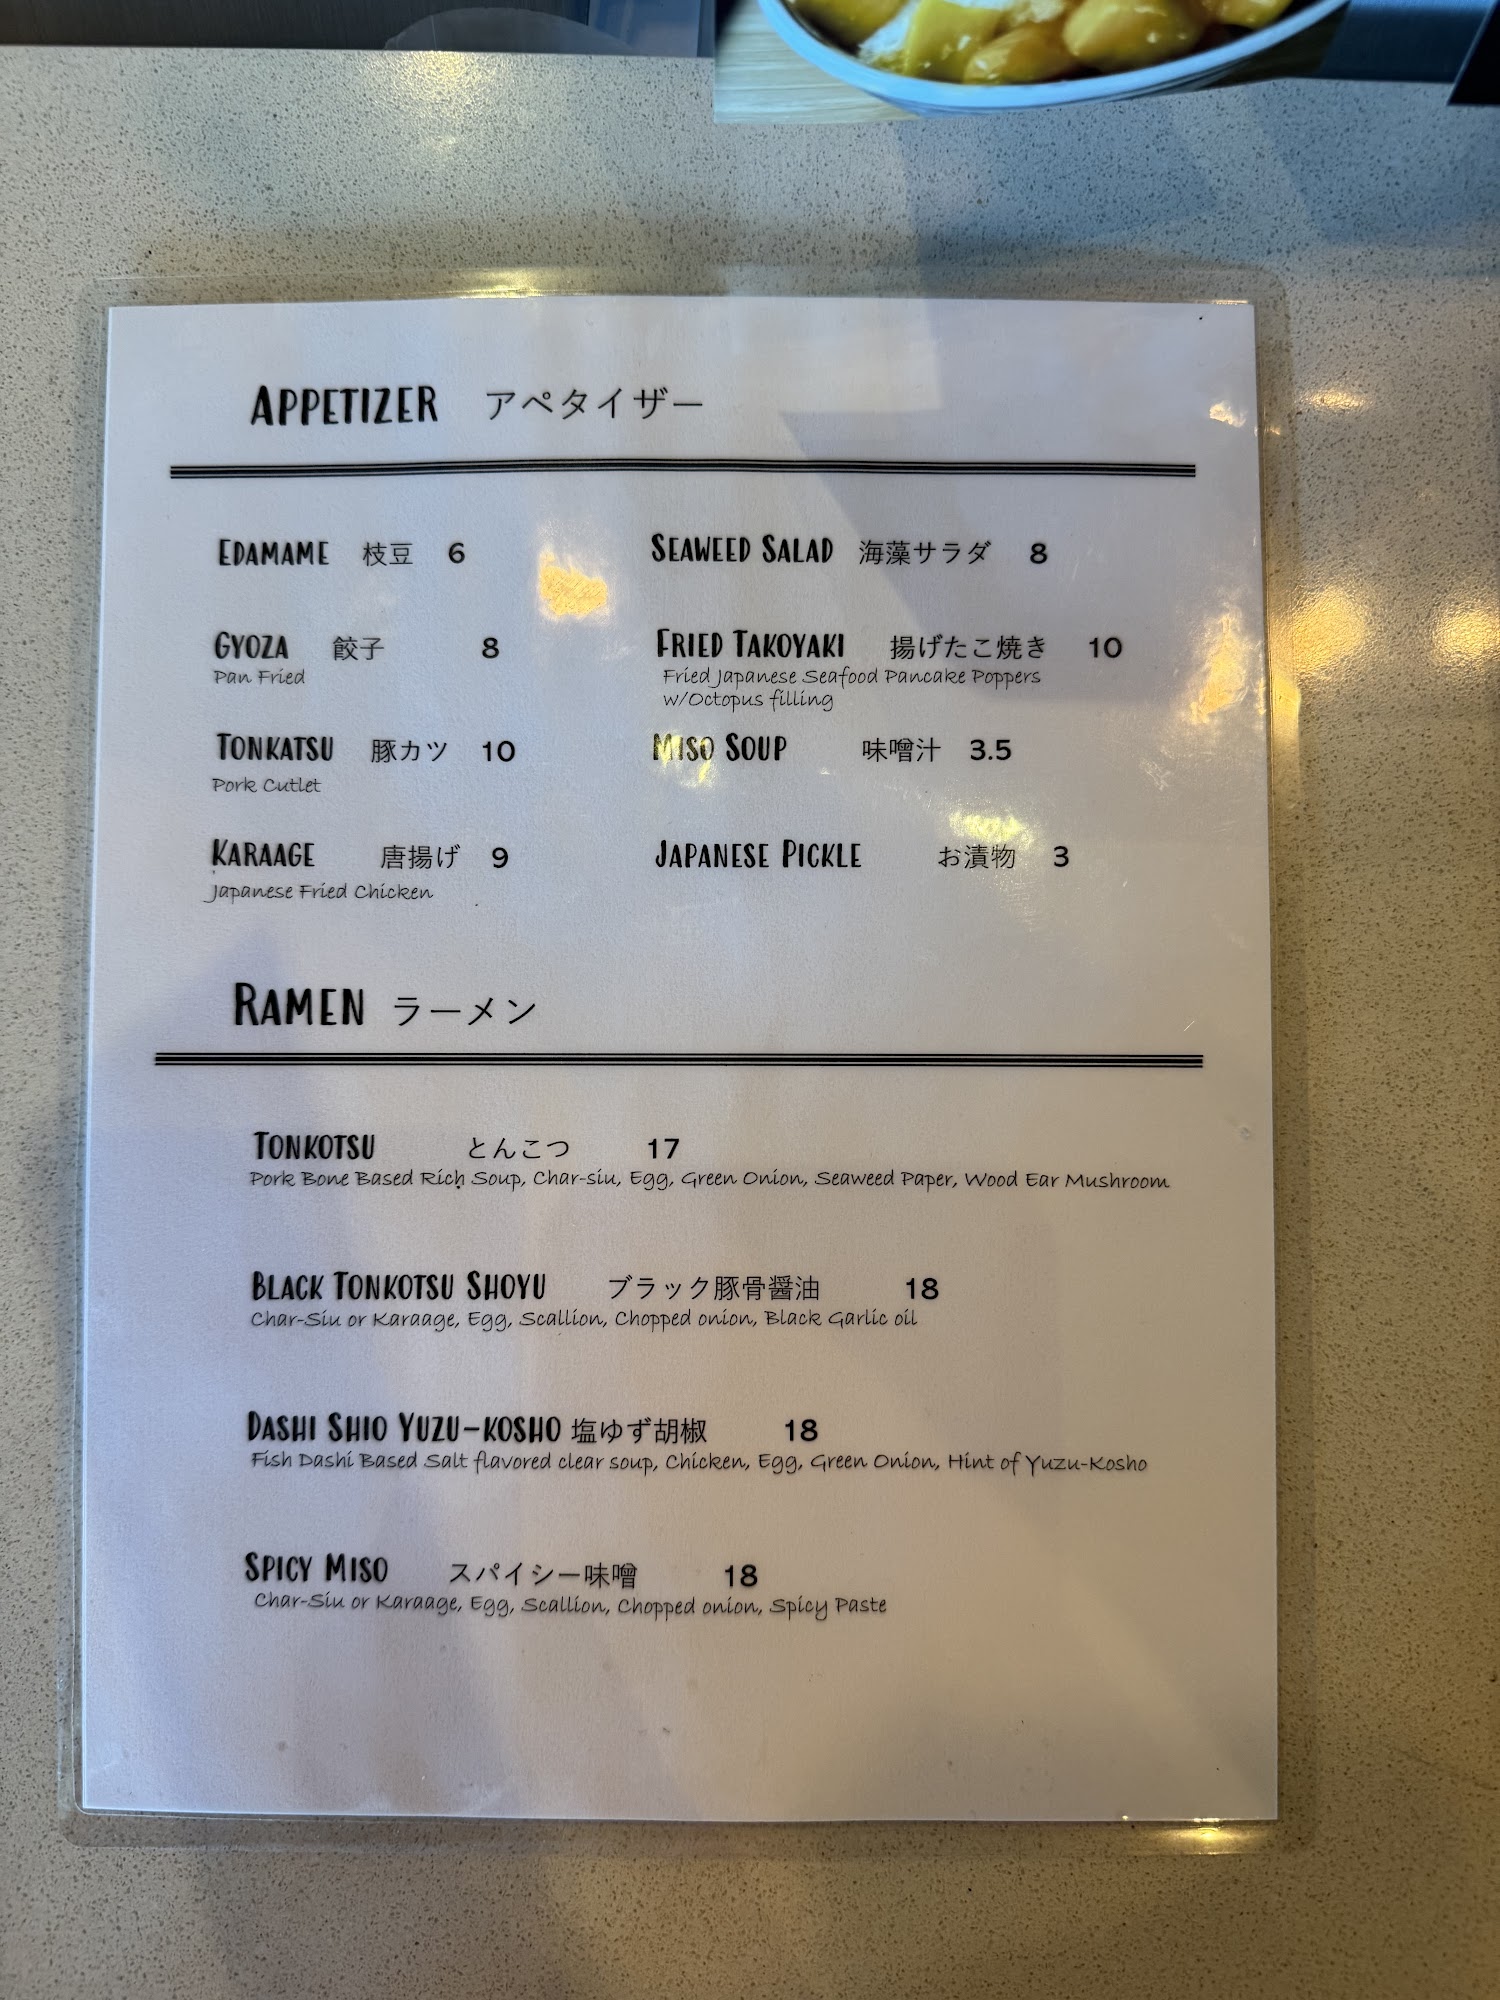 APPETIZER アペタイザー
EDAMAME 枝豆 6
SEAWEED SALAD 海藻サラダ 8
GYOZA 餃子 8
Pan Fried
FRIED TAKOYAKI 揚げたこ焼き 10
Fried Japanese Seafood Pancake Poppers
w/Octopus filling
TONKATSU 豚カツ 10
Pork Cutlet
MISO SOUP 味噌汁 3.5
KARAAGE 唐揚げ 9
Japanese Fried Chicken
JAPANESE PICKLE お漬物 3
RAMEN ラーメン
TONKOTSU とんこつ 17
Pork Bone Based Rich Soup, Char-siu, Egg, Green Onion, Seaweed Paper, Wood Ear Mushroom
BLACK TONKOTSU SHOYU ブラック豚骨醤油 18
Char-Siu or Karaage, Egg, Scallion, Chopped onion, Black Garlic oil
DASHI SHIO YUZU-KOSHO 塩ゆず胡椒 18
Fish Dashi Based Salt flavored clear soup, Chicken, Egg, Green Onion, Hint of Yuzu-Kosho
SPICY MISO スパイシー味噌 18
Char-Siu or Karaage, Egg, Scallion, Chopped onion, Spicy Paste